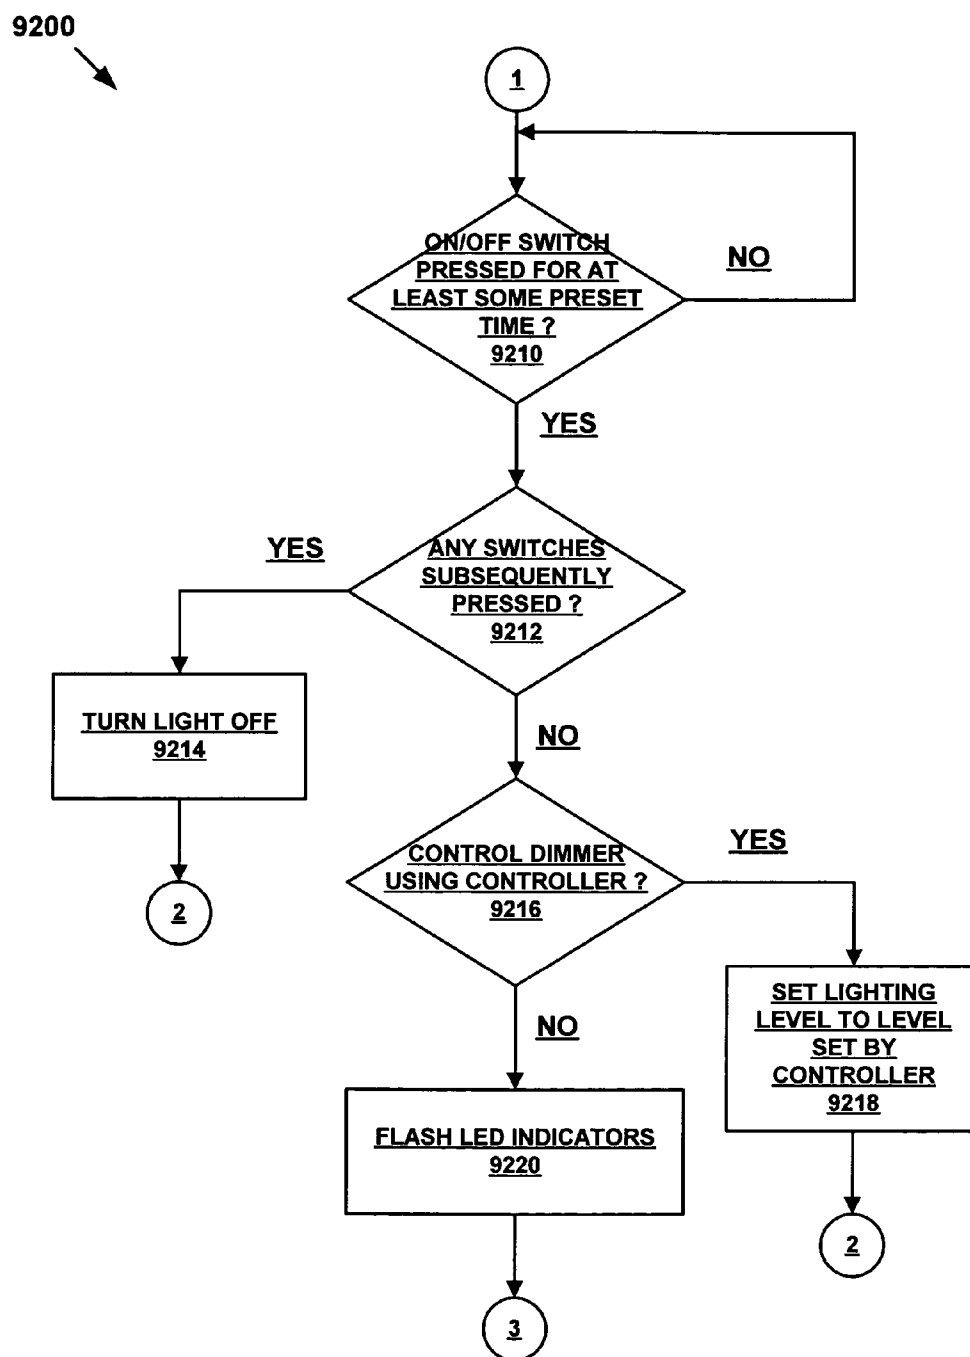 9200
1
ON/OFF SWITCH
PRESSED FOR AT
LEAST SOME PRESET
TIME ?
9210
NO
YES
ANY SWITCHES
SUBSEQUENTLY
PRESSED ?
9212
YES
TURN LIGHT OFF
9214
2
NO
CONTROL DIMMER
USING CONTROLLER ?
9216
YES
SET LIGHTING
LEVEL TO LEVEL
SET BY
CONTROLLER
9218
2
NO
FLASH LED INDICATORS
9220
3